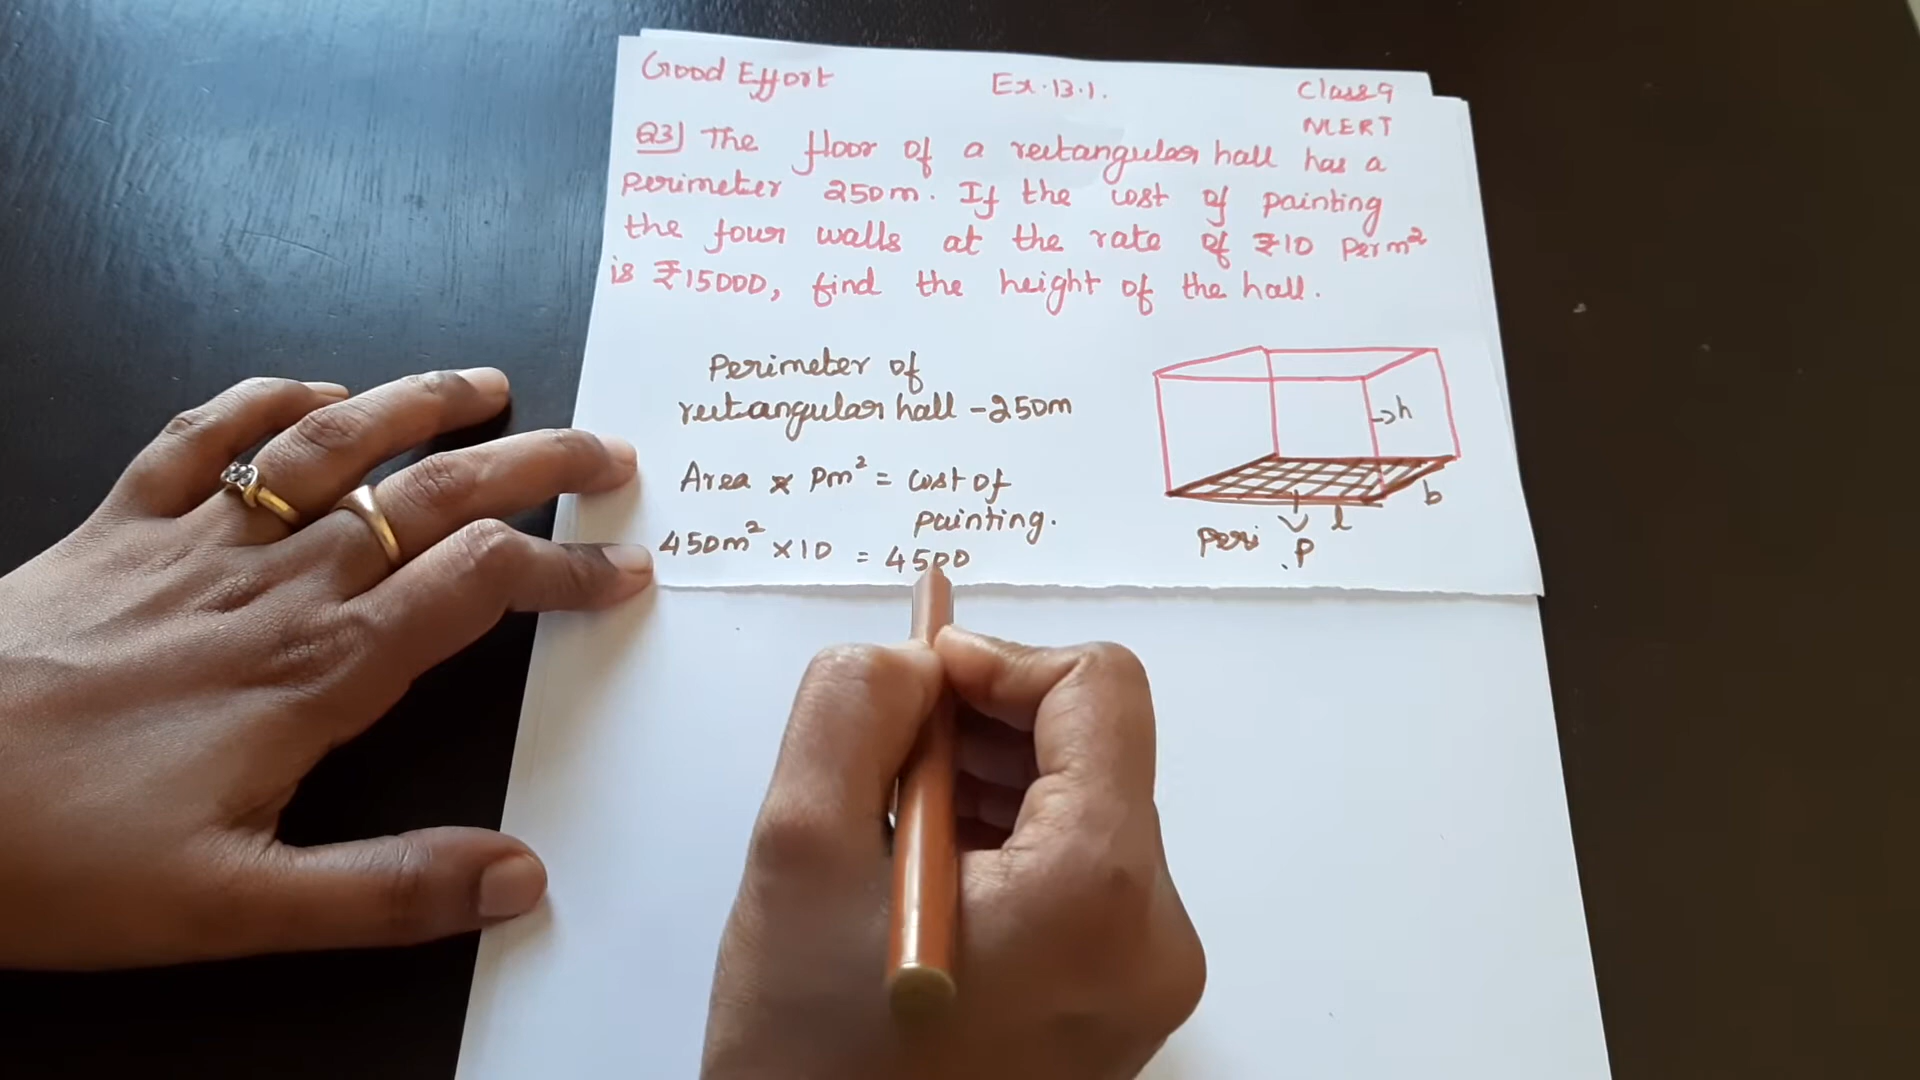 Good Effort Ex.13.1. Class 9
NCERT
Q3) The floor of a rectangular hall has a
perimeter 250m. If the cost of painting
the four walls at the rate of ₹10 per m²
is ₹15000, find the height of the hall.
Perimeter of
rectangular hall - 250m
Area × Pm² = cost of
painting.
450m² × 10 = 4500
h
b
l
peri
.P